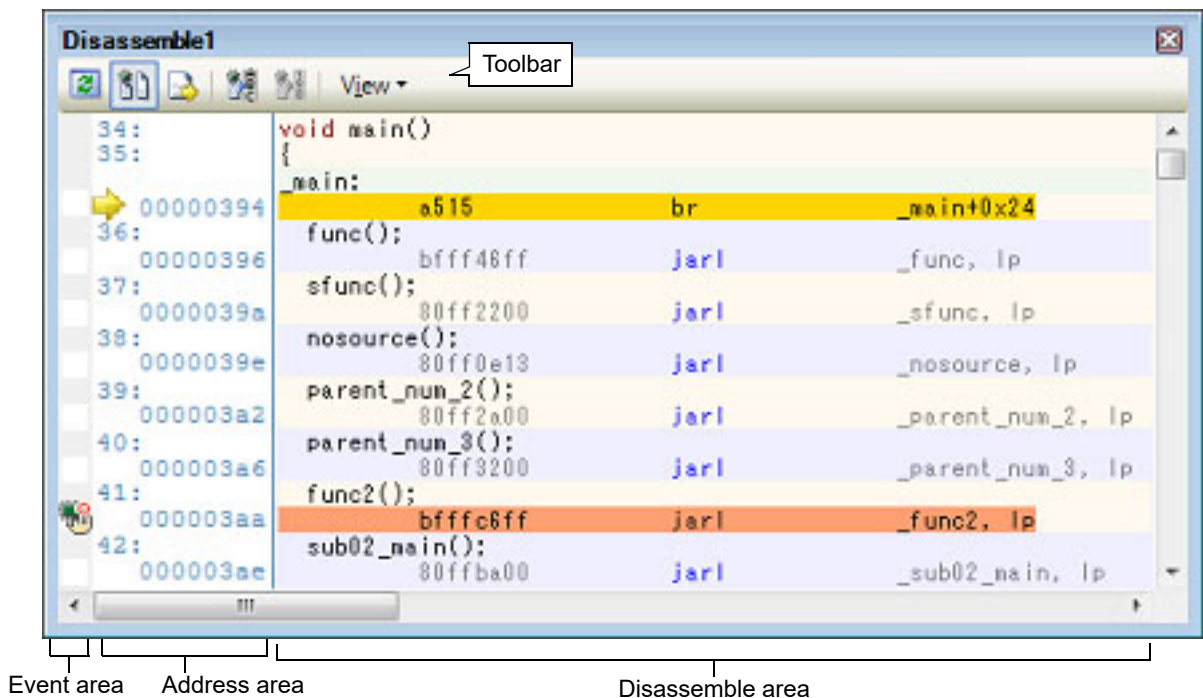 Disassemble1
View
Toolbar
34: void main()
35: {
_main:
00000394 a515 br _main+0x24
36: func();
00000396 bfff46ff jarl _func, lp
37: sfunc();
0000039a 80ff2200 jarl _sfunc, lp
38: nosource();
0000039e 80ff0e13 jarl _nosource, lp
39: parent_num_2();
000003a2 80ff2a00 jarl _parent_num_2, lp
40: parent_num_3();
000003a6 80ff3200 jarl _parent_num_3, lp
41: func2();
000003aa bfffc6ff jarl _func2, lp
42: sub02_main();
000003ae 80ffba00 jarl _sub02_main, lp
Event area Address area Disassemble area